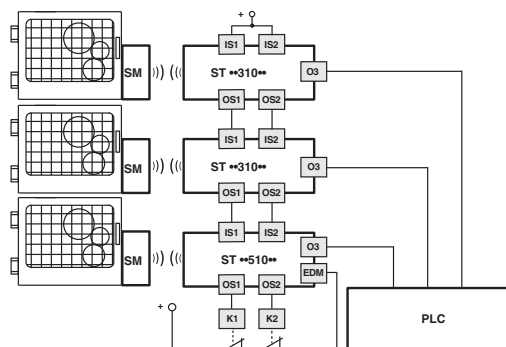 +
IS1 IS2
SM ST ••310•• O3
OS1 OS2
IS1 IS2
SM ST ••310•• O3
OS1 OS2
IS1 IS2
O3
SM ST ••510••
EDM
OS1 OS2
+
K1 K2 PLC